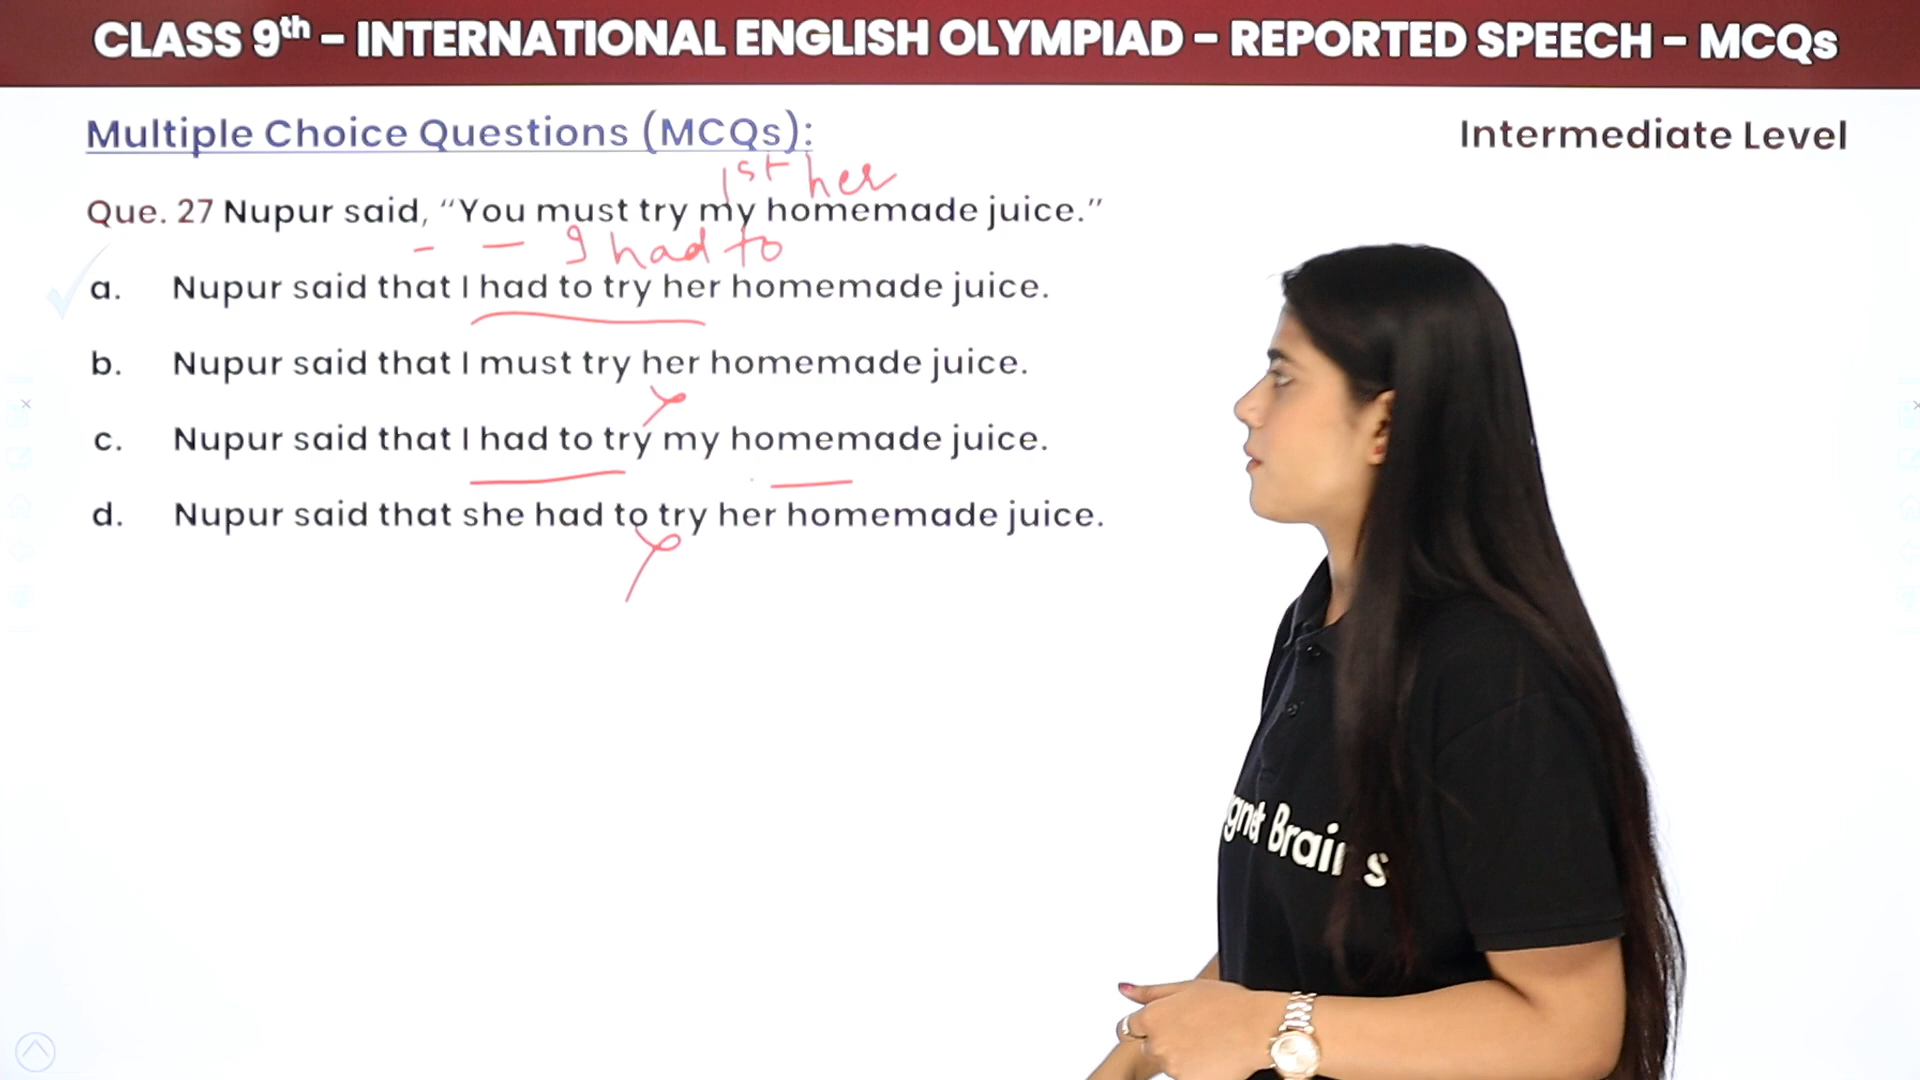 CLASS 9th – INTERNATIONAL ENGLISH OLYMPIAD – REPORTED SPEECH – MCQs
Multiple Choice Questions (MCQs):
Intermediate Level
1st her
Que. 27 Nupur said, “You must try my homemade juice.”
I had to
a. Nupur said that I had to try her homemade juice.
b. Nupur said that I must try her homemade juice.
c. Nupur said that I had to try my homemade juice.
d. Nupur said that she had to try her homemade juice.
Brains